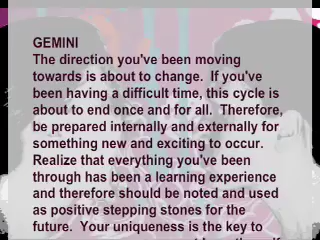 GEMINI
The direction you've been moving
towards is about to change.  If you've
been having a difficult time, this cycle is
about to end once and for all.  Therefore,
be prepared internally and externally for
something new and exciting to occur.
Realize that everything you've been
through has been a learning experience
and therefore should be noted and used
as positive stepping stones for the
future.  Your uniqueness is the key to